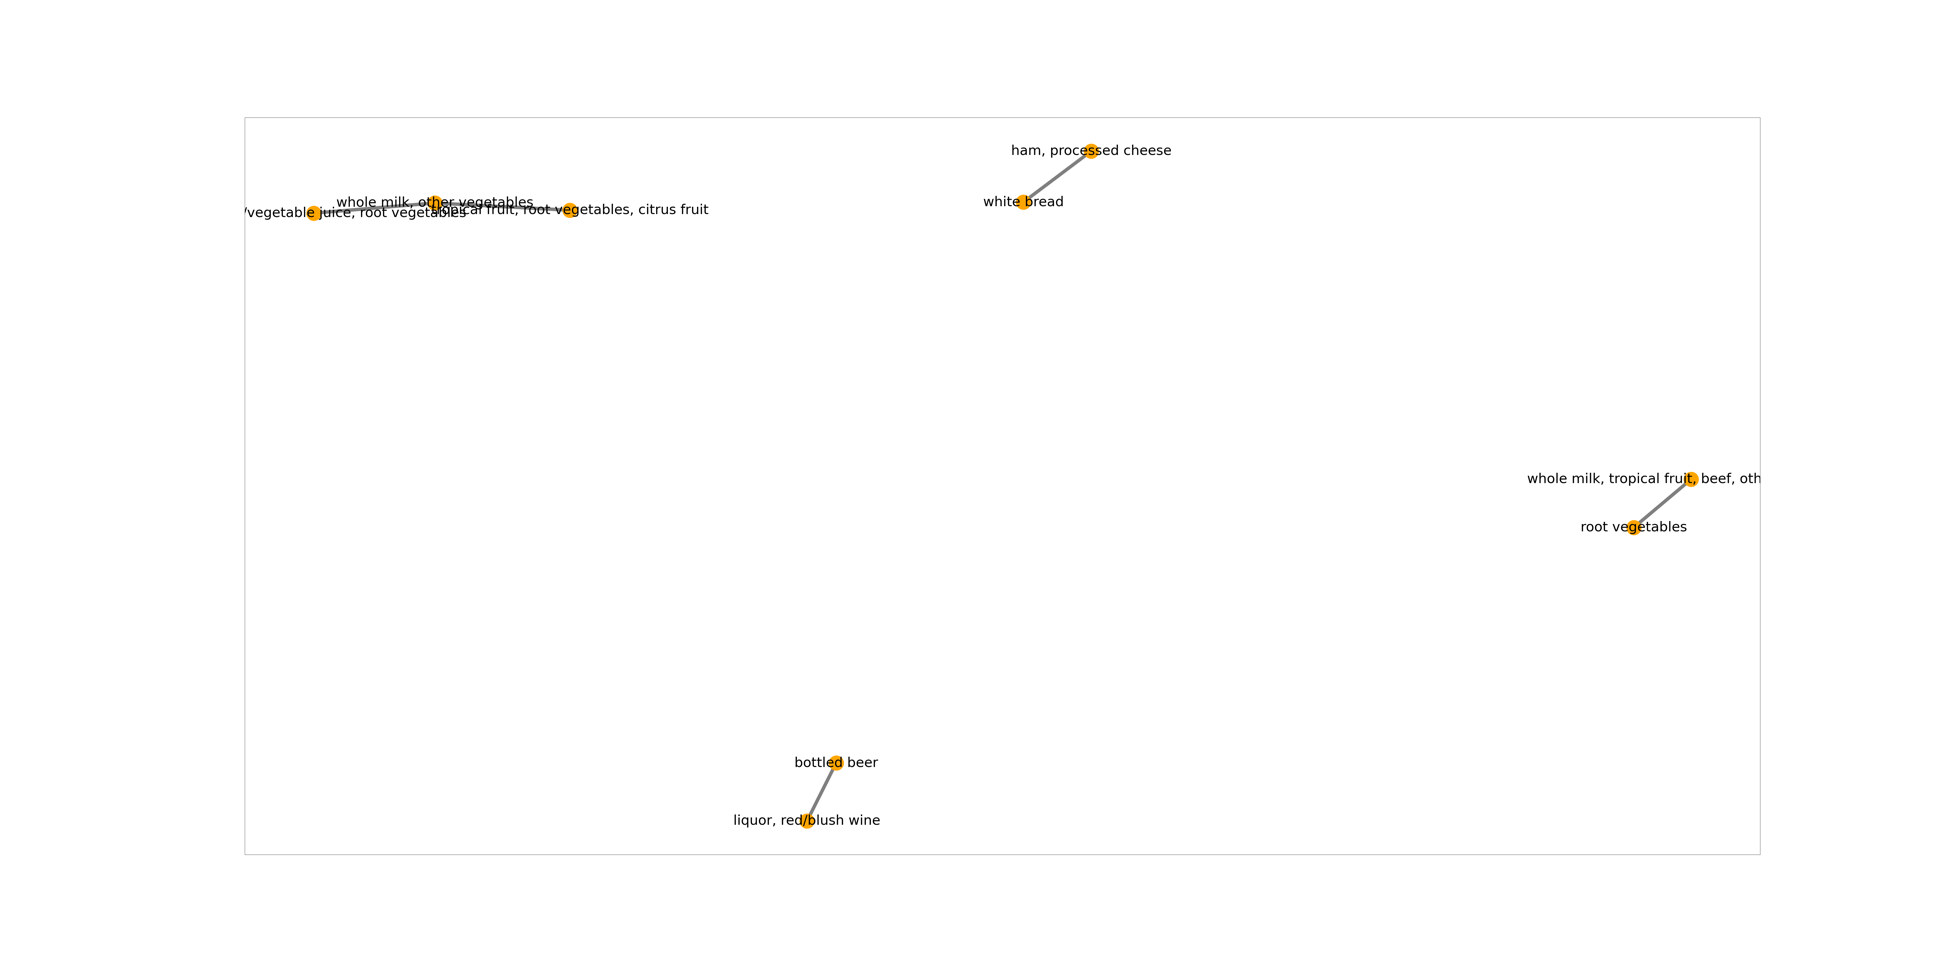 ham, processed cheese
white bread
whole milk, other vegetables
tropical fruit, root vegetables, citrus fruit
/vegetable juice, root vegetables
whole milk, tropical fruit, beef, oth
root vegetables
bottled beer
liquor, red/blush wine